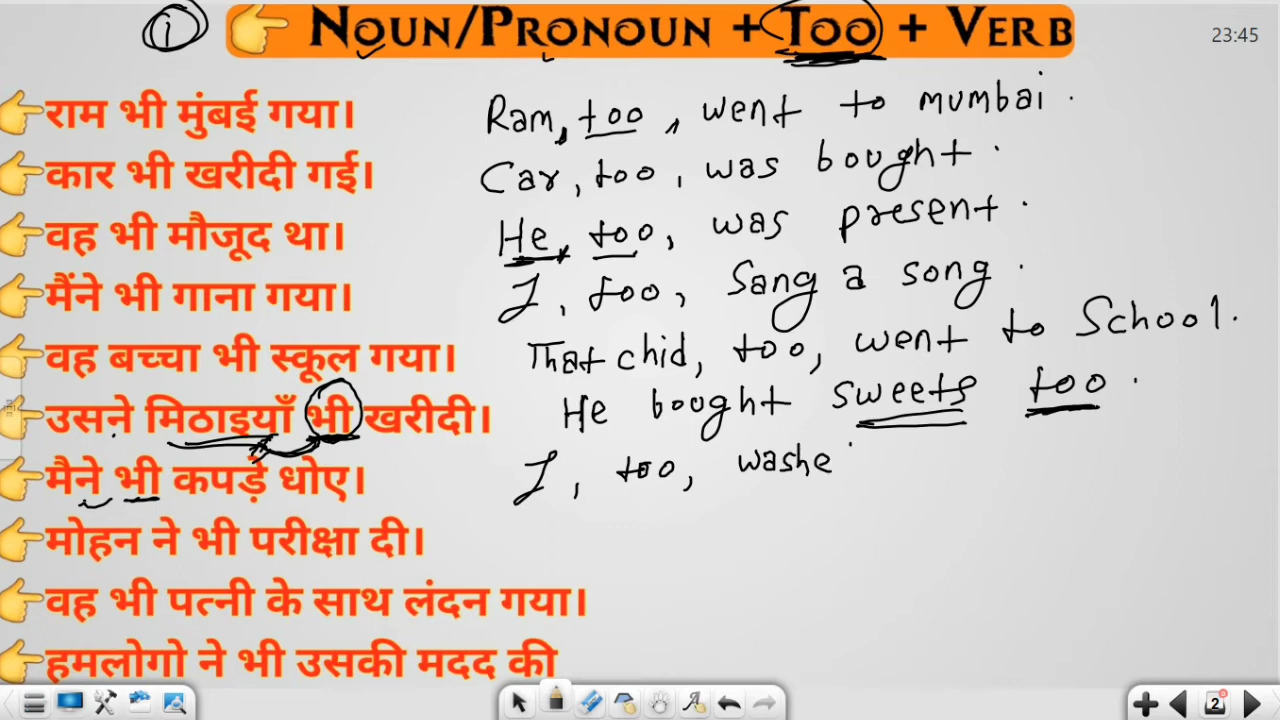 i 👉 NOUN/PRONOUN + TOO + VERB
23:45
👉राम भी मुंबई गया। Ram, too, went to mumbai.
👉कार भी खरीदी गई। Car, too, was bought.
👉वह भी मौजूद था। He, too, was present.
👉मैंने भी गाना गया। I, too, Sang a song.
👉वह बच्चा भी स्कूल गया। That chid, too, went to School.
👉उसने मिठाइयाँ भी खरीदी। He bought sweets too.
👉मैने भी कपड़े धोए। I, too, washe
👉मोहन ने भी परीक्षा दी।
👉वह भी पत्नी के साथ लंदन गया।
👉हमलोगो ने भी उसकी मदद की
2